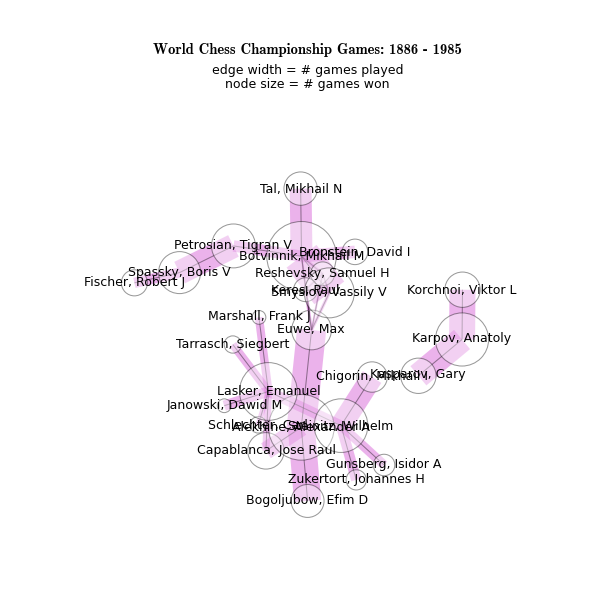 World Chess Championship Games: 1886 - 1985
edge width = # games played
node size = # games won
Tal, Mikhail N
Petrosian, Tigran V
Bronstein, David I
Botvinnik, Mikhail M
Spassky, Boris V
Reshevsky, Samuel H
Fischer, Robert J
Keres, Paul
Smyslov, Vassily V
Korchnoi, Viktor L
Marshall, Frank J
Euwe, Max
Karpov, Anatoly
Tarrasch, Siegbert
Chigorin, Mikhail I
Kasparov, Gary
Lasker, Emanuel
Janowski, Dawid M
Schlechter, Carl
Alekhine, Alexander A
Steinitz, Wilhelm
Capablanca, Jose Raul
Gunsberg, Isidor A
Zukertort, Johannes H
Bogoljubow, Efim D